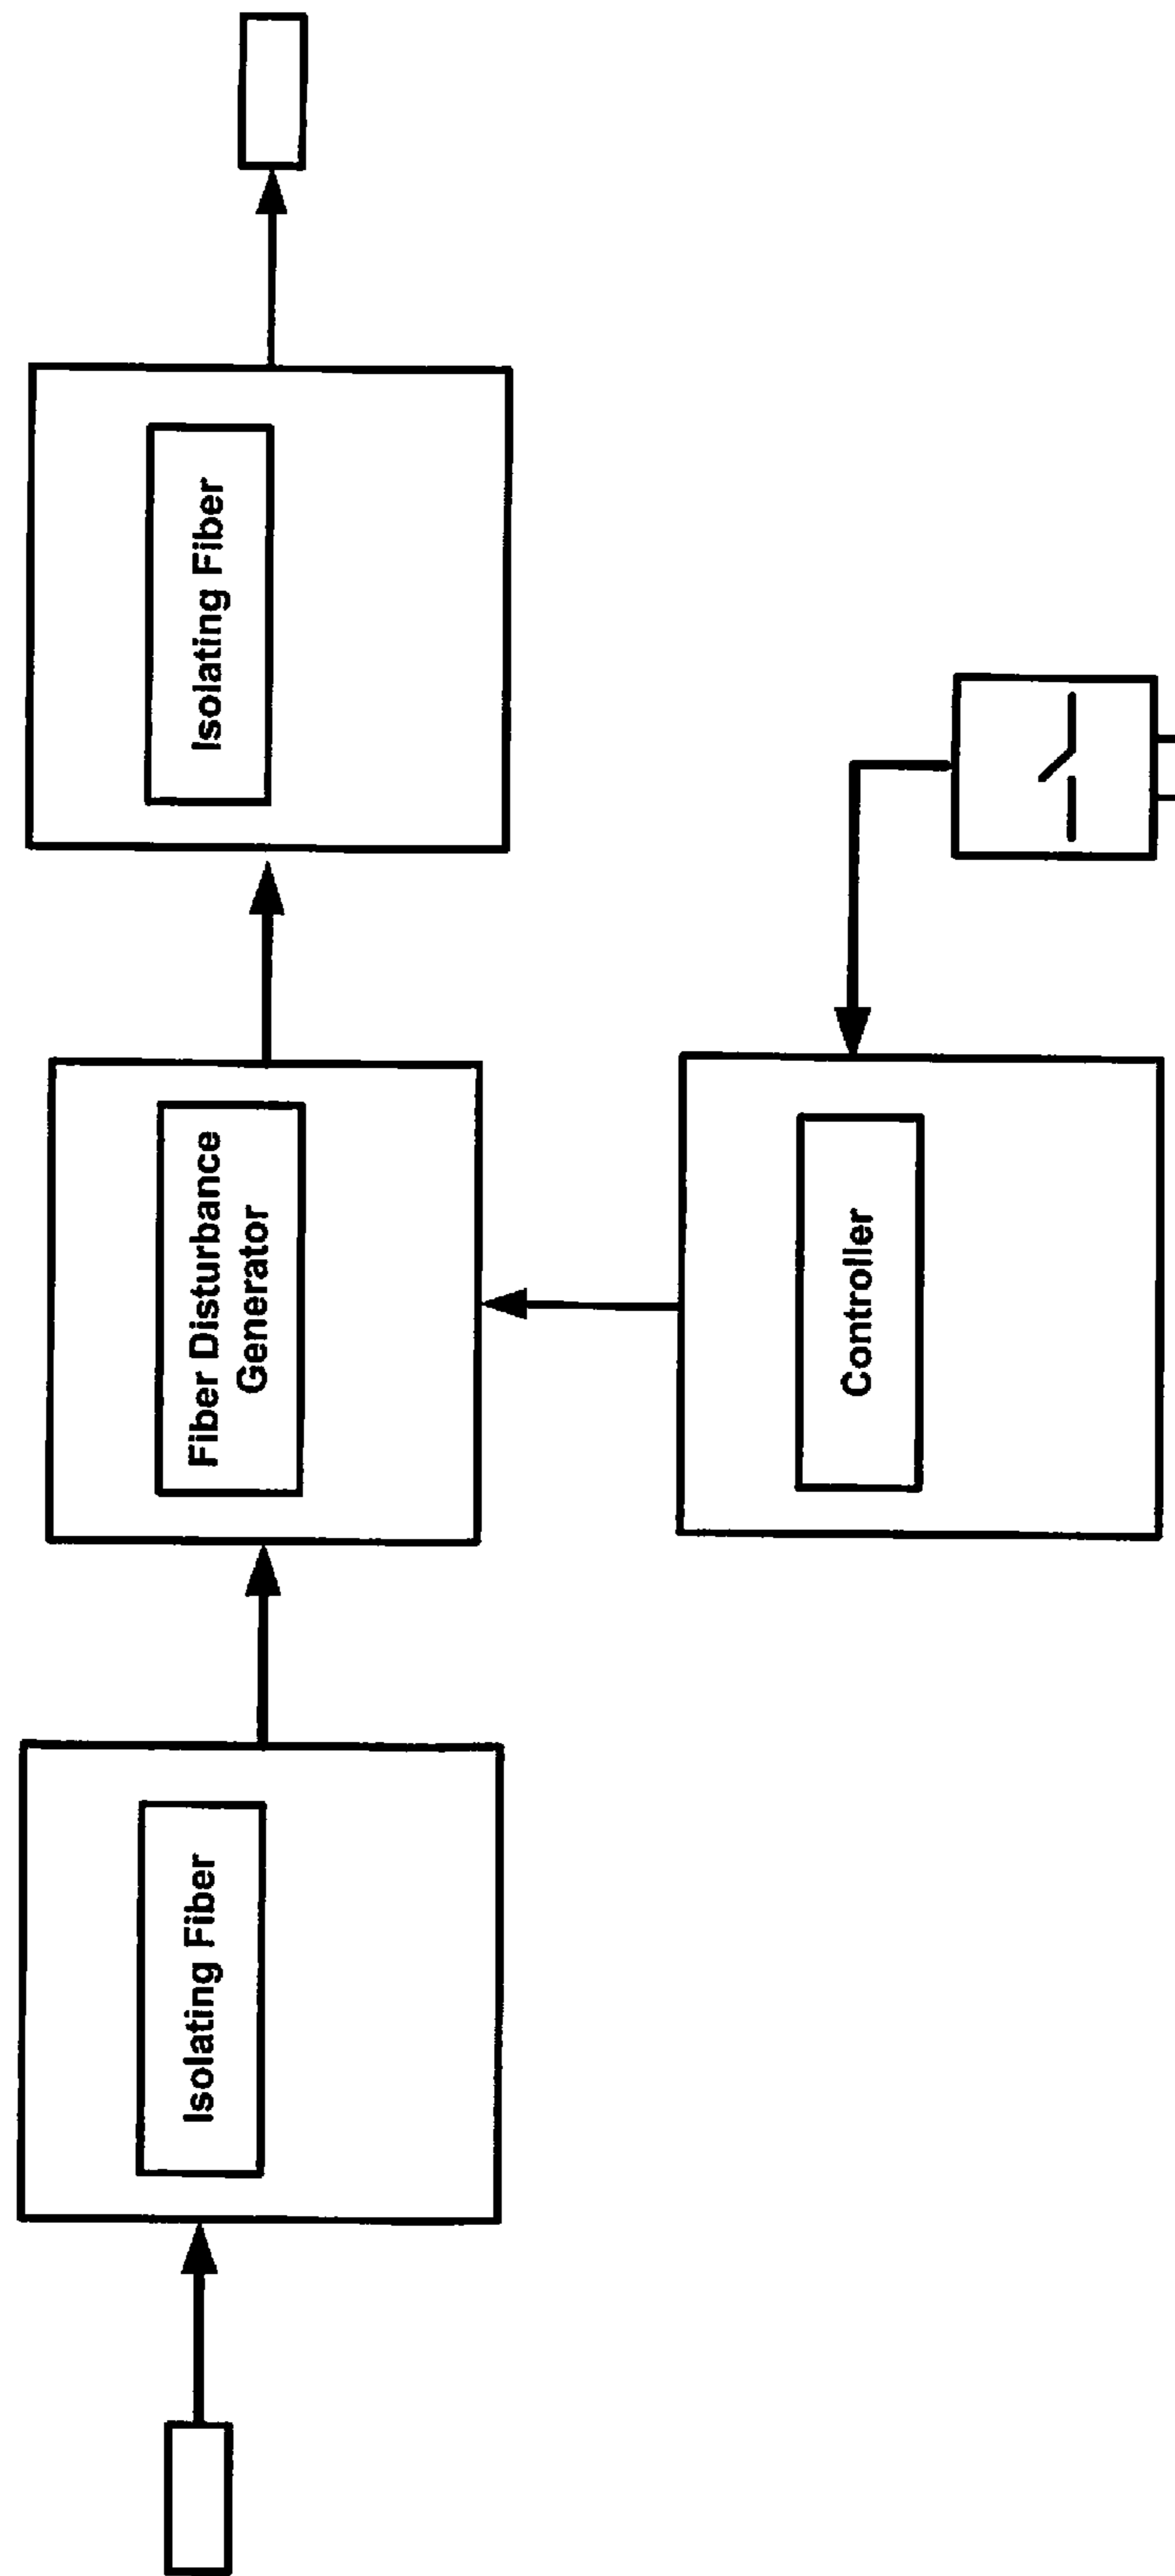 Isolating Fiber
Fiber Disturbance
Generator
Isolating Fiber
Controller